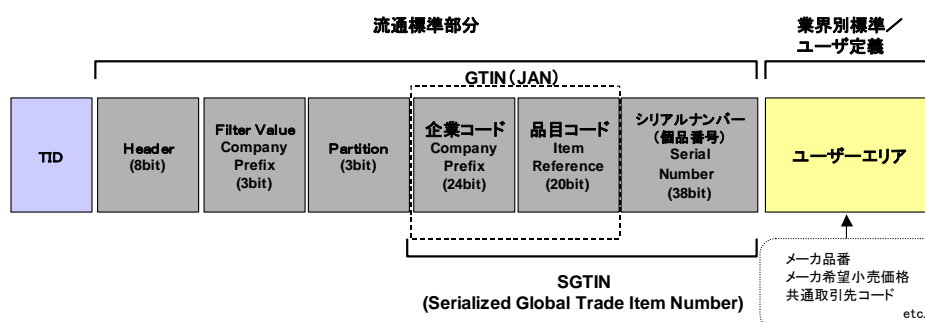 流通標準部分
業界別標準／
ユーザ定義
GTIN（JAN）
TID
Header
(8bit)
Filter Value
Company
Prefix
(3bit)
Partition
(3bit)
企業コード
Company
Prefix
(24bit)
品目コード
Item
Reference
(20bit)
シリアルナンバー
（個品番号）
Serial
Number
(38bit)
ユーザーエリア
SGTIN
(Serialized Global Trade Item Number)
メーカ品番
メーカ希望小売価格
共通取引先コード
etc.